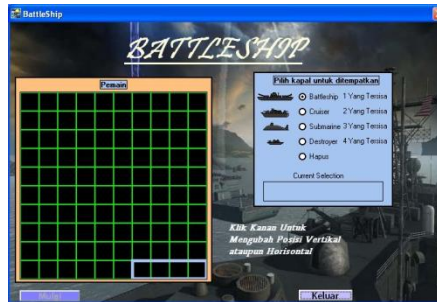 BattleShip
BATTLESHIP
Pemain
Pilih kapal untuk ditempatkan
Battleship 1 Yang Tersisa
Cruiser 2 Yang Tersisa
Submarine 3 Yang Tersisa
Destroyer 4 Yang Tersisa
Hapus
Current Selection
Klik Kanan Untuk
Mengubah Posisi Vertikal
ataupun Horisontal
Mulai
Keluar